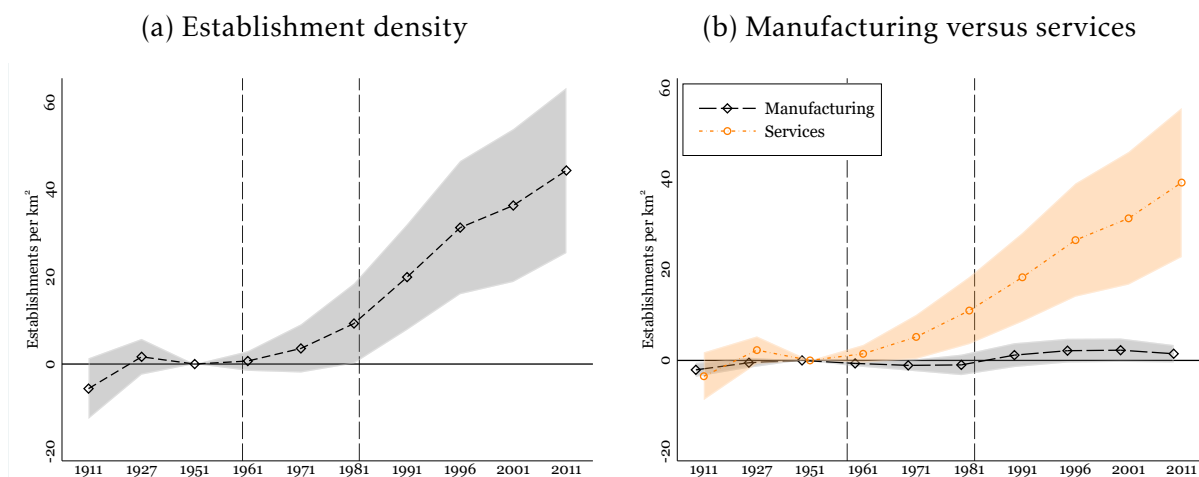 (a) Establishment density
Establishments per km²
60
40
20
0
-20
1911 1927 1951 1961 1971 1981 1991 1996 2001 2011
(b) Manufacturing versus services
Manufacturing
Services
Establishments per km²
60
40
20
0
-20
1911 1927 1951 1961 1971 1981 1991 1996 2001 2011